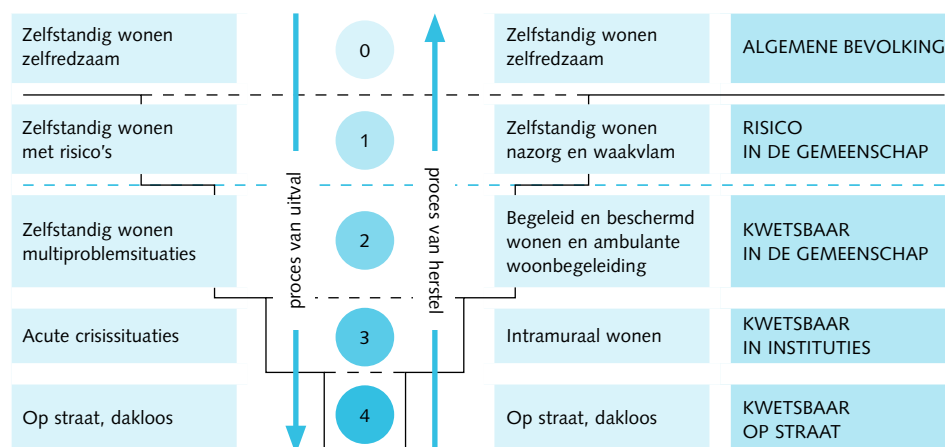 Zelfstandig wonen
zelfredzaam
0
Zelfstandig wonen
zelfredzaam
ALGEMENE BEVOLKING
Zelfstandig wonen
met risico's
1
Zelfstandig wonen
nazorg en waakvlam
RISICO
IN DE GEMEENSCHAP
proces van uitval
proces van herstel
Zelfstandig wonen
multiproblemsituaties
2
Begeleid en beschermd
wonen en ambulante
woonbegeleiding
KWETSBAAR
IN DE GEMEENSCHAP
Acute crisissituaties
3
Intramuraal wonen
KWETSBAAR
IN INSTITUTIES
Op straat, dakloos
4
Op straat, dakloos
KWETSBAAR
OP STRAAT